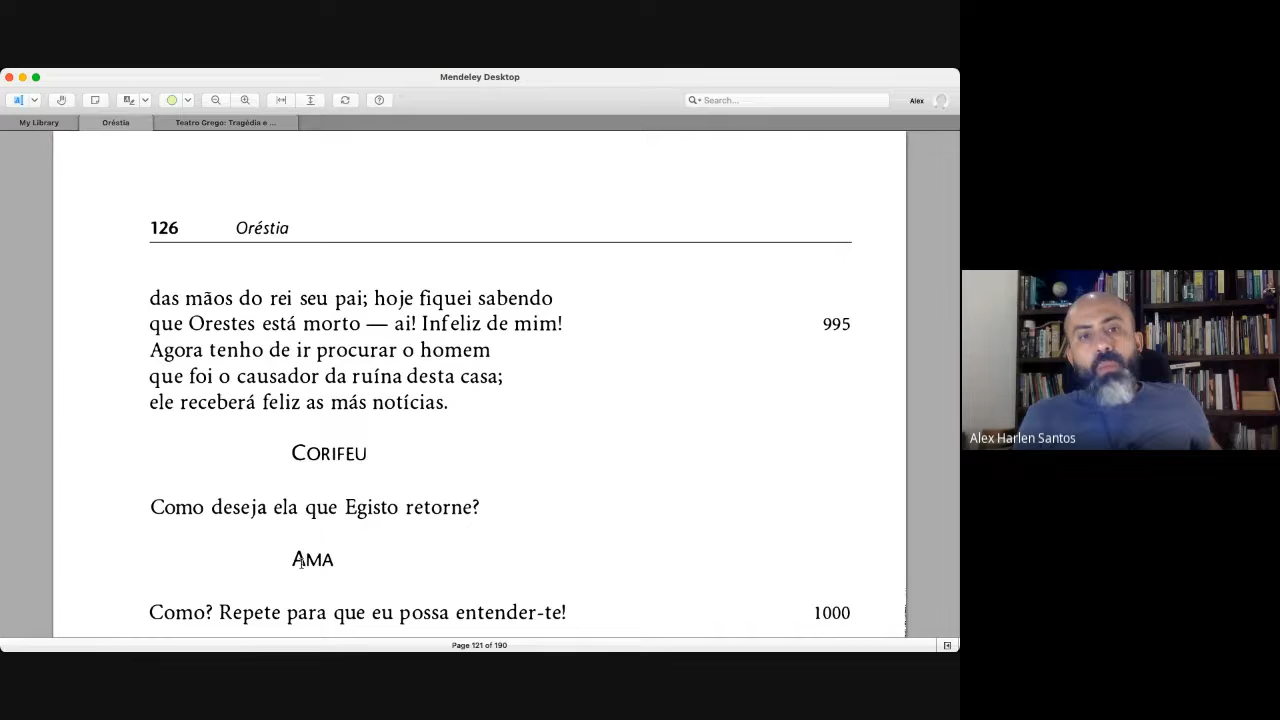 Mendeley Desktop
Search...
Alex
My Library
Oréstia
Teatro Grego: Tragédia e ...
126 Oréstia
das mãos do rei seu pai; hoje fiquei sabendo
que Orestes está morto — ai! Infeliz de mim! 995
Agora tenho de ir procurar o homem
que foi o causador da ruína desta casa;
ele receberá feliz as más notícias.
CORIFEU
Como deseja ela que Egisto retorne?
AMA
Como? Repete para que eu possa entender-te! 1000
Page 121 of 190
Alex Harlen Santos